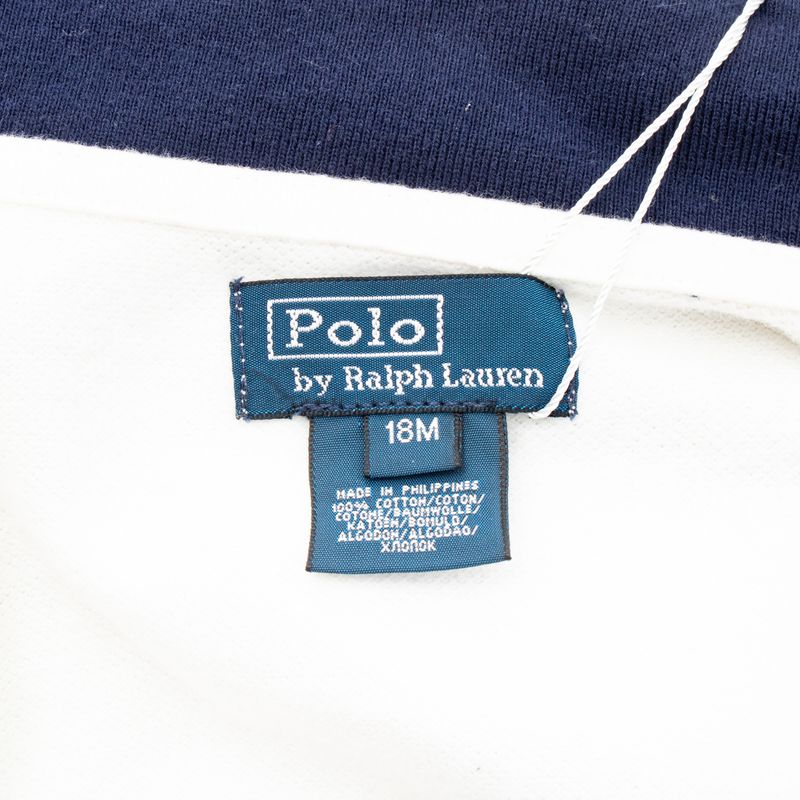 Polo
by Ralph Lauren
18M
MADE IN PHILIPPINES
100% COTTON/COTON/
COTONE/BAUMWOLLE/
KATOEN/BOMULD/
ALGODON/ALGODAO/
ХЛОПОК